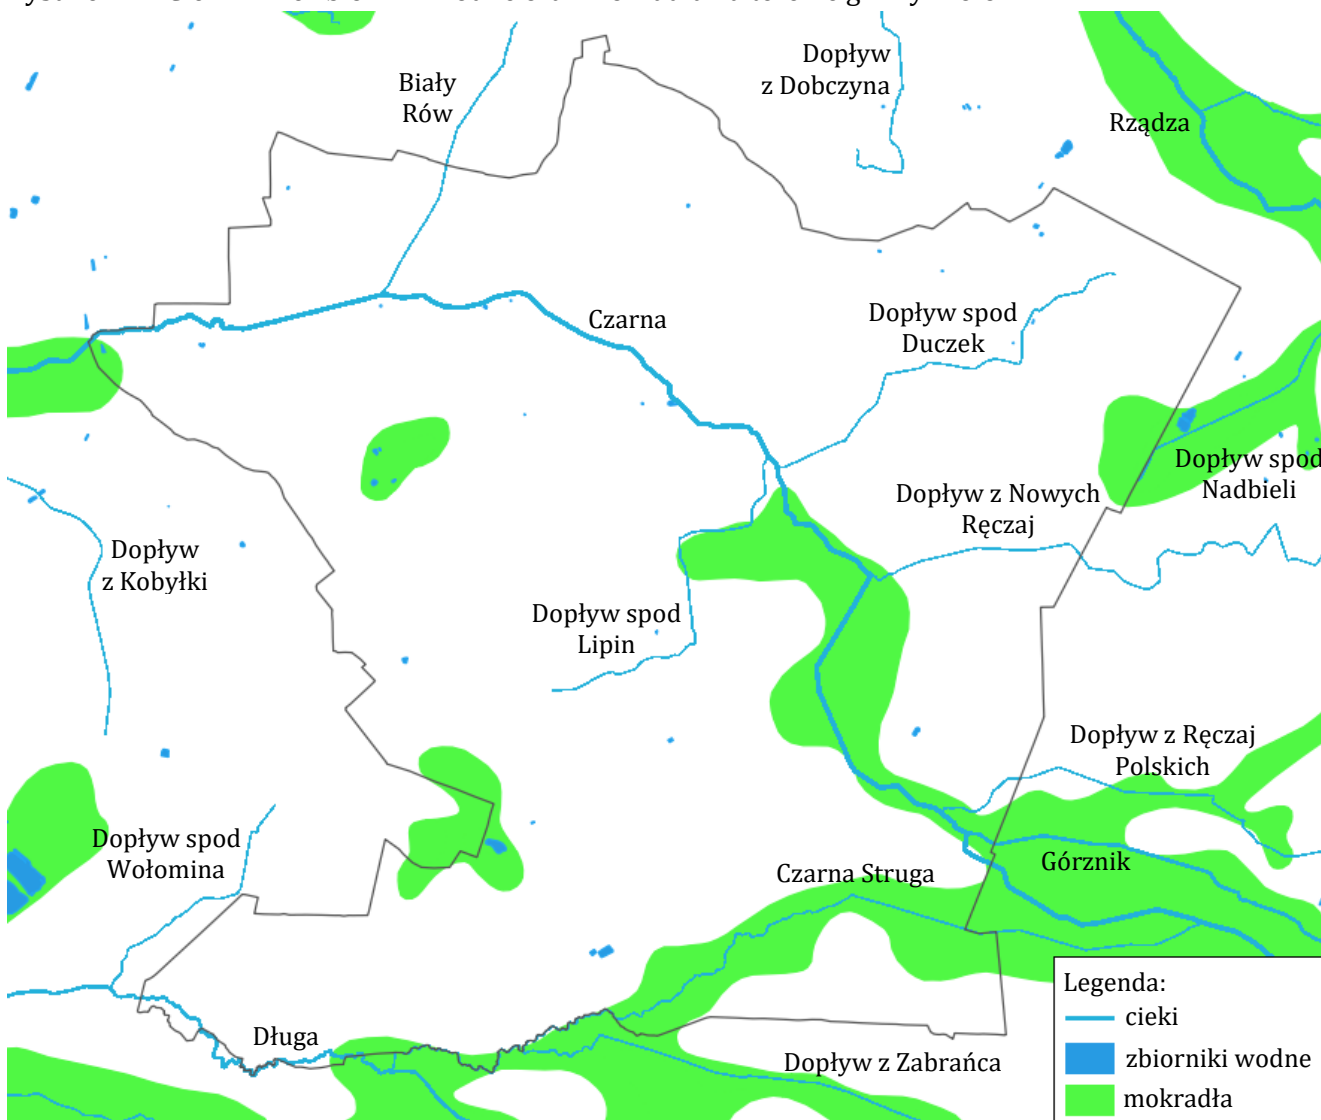 Biały
Rów
Dopływ
z Dobczyna
Rządza
Czarna
Dopływ spod
Duczek
Dopływ spod
Nadbieli
Dopływ z Nowych
Ręczaj
Dopływ
z Kobyłki
Dopływ spod
Lipin
Dopływ z Ręczaj
Polskich
Dopływ spod
Wołomina
Górznik
Czarna Struga
Długa
Dopływ z Zabrańca
Legenda:
cieki
zbiorniki wodne
mokradła